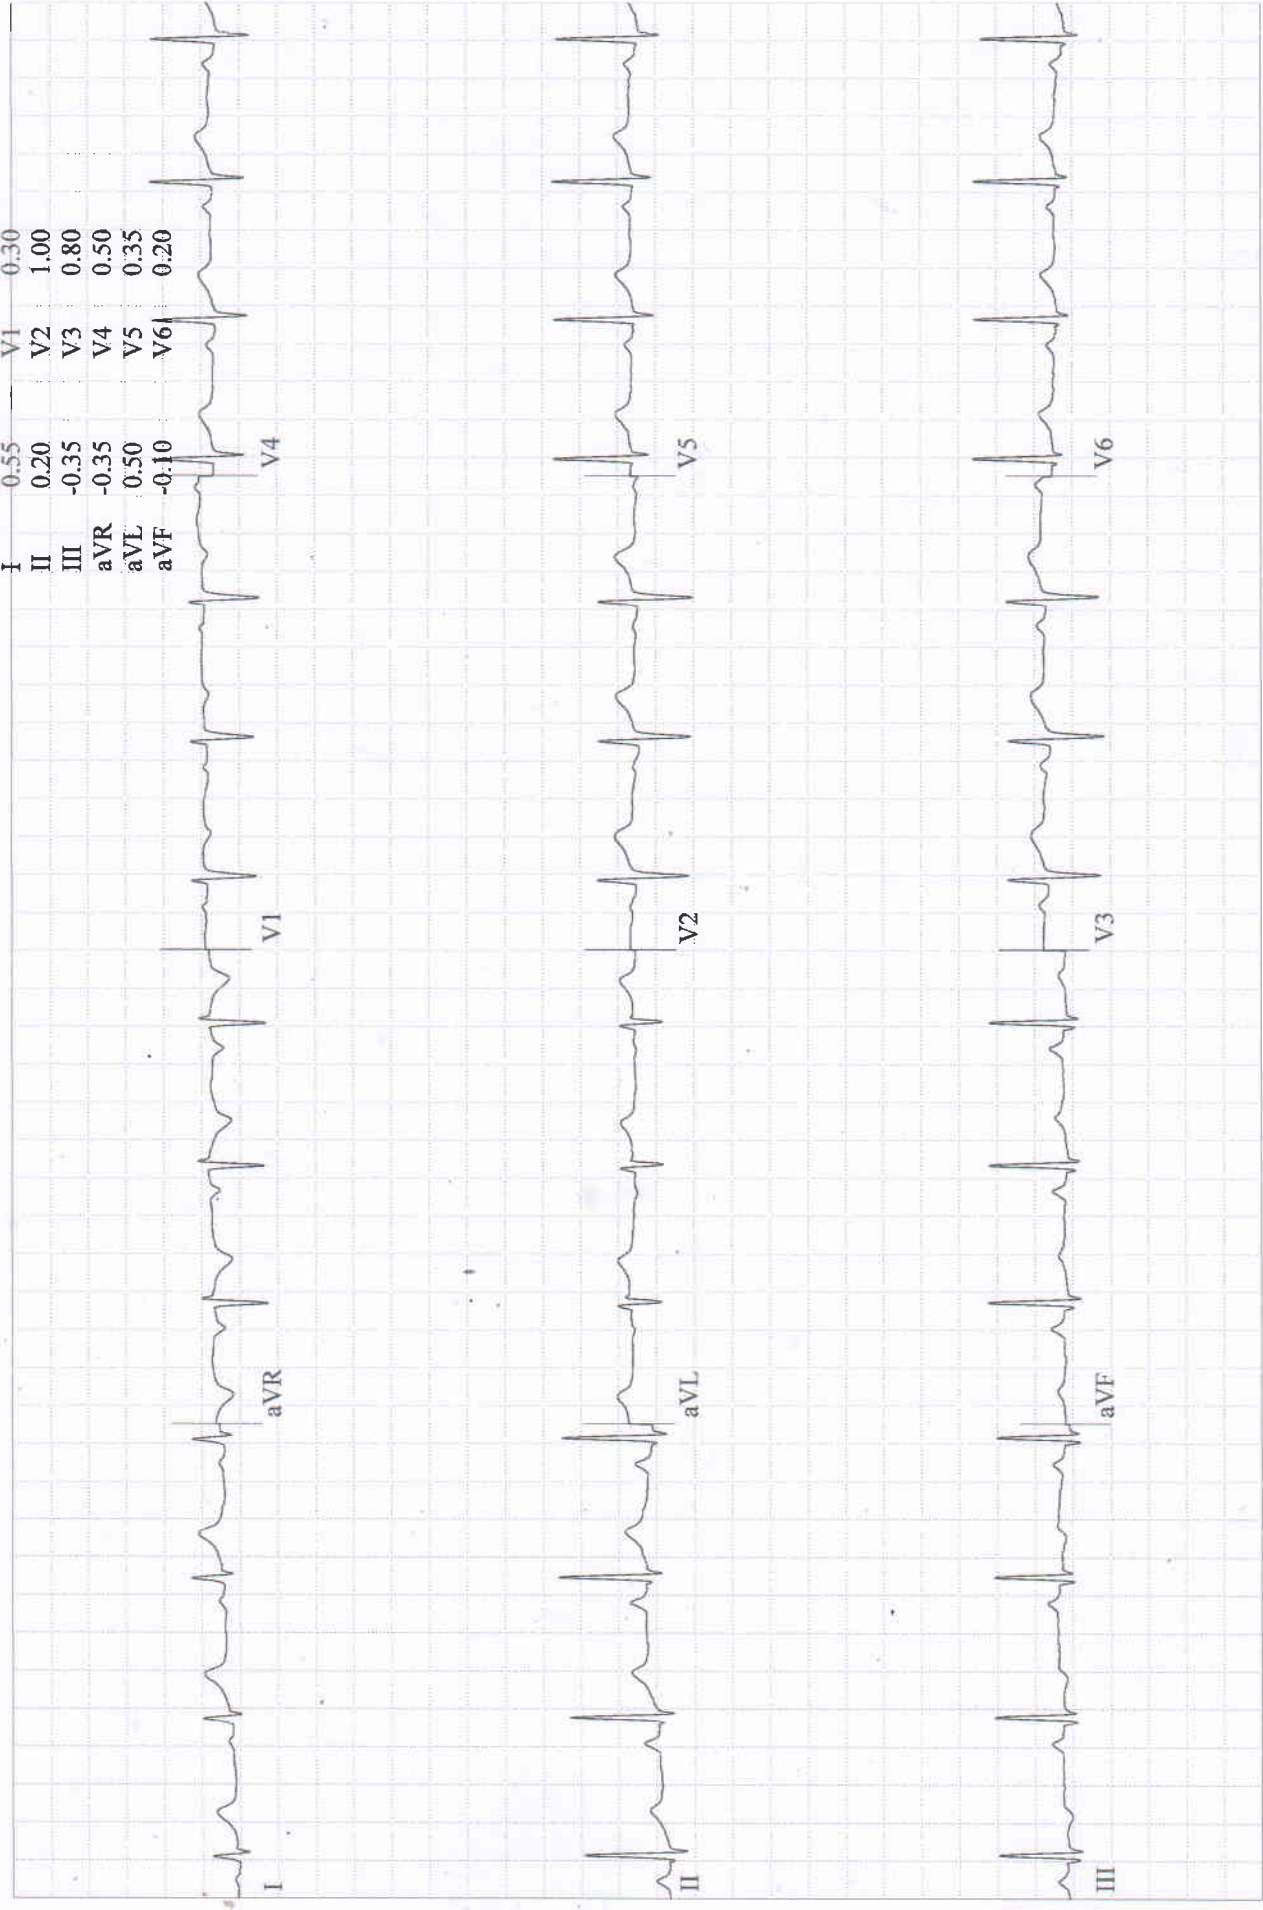 I 0.55 V1 0.30
II 0.20 V2 1.00
III -0.35 V3 0.80
aVR -0.35 V4 0.50
aVL 0.50 V5 0.35
aVF -0.10 V6 0.20
I aVR V1 V4
II aVL V2 V5
III aVF V3 V6